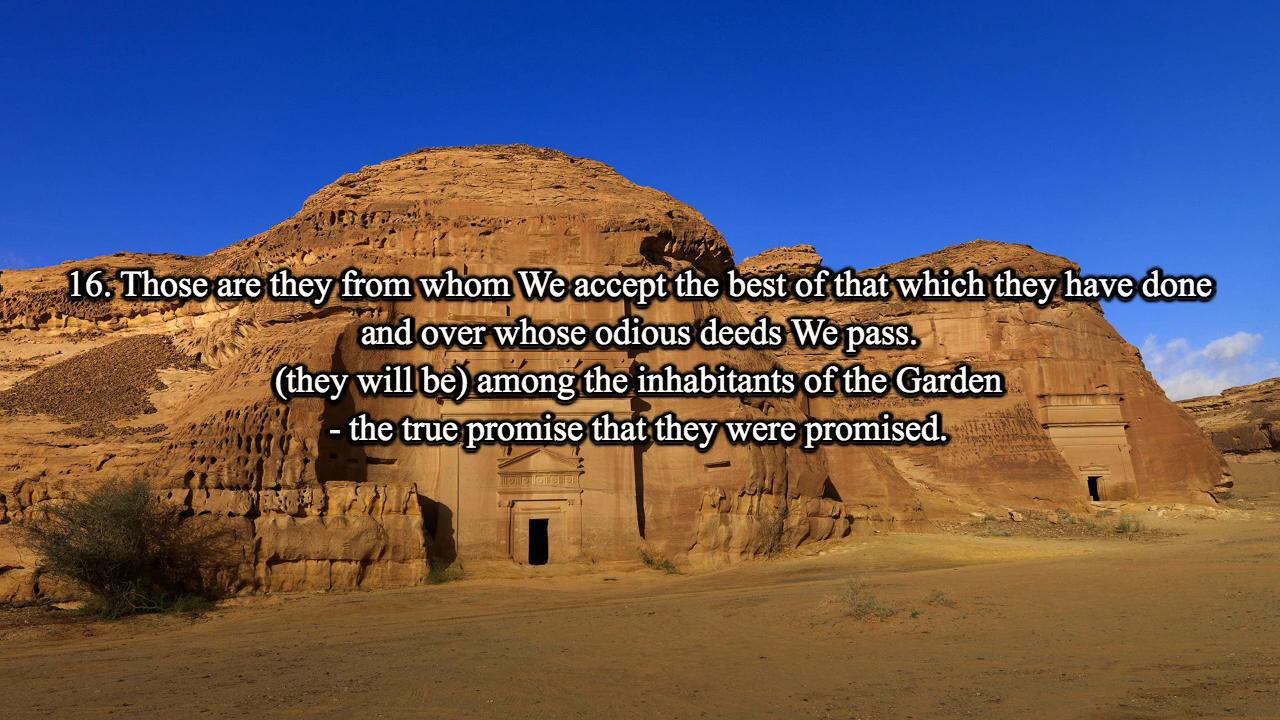 16. Those are they from whom We accept the best of that which they have done
and over whose odious deeds We pass.
(they will be) among the inhabitants of the Garden
- the true promise that they were promised.